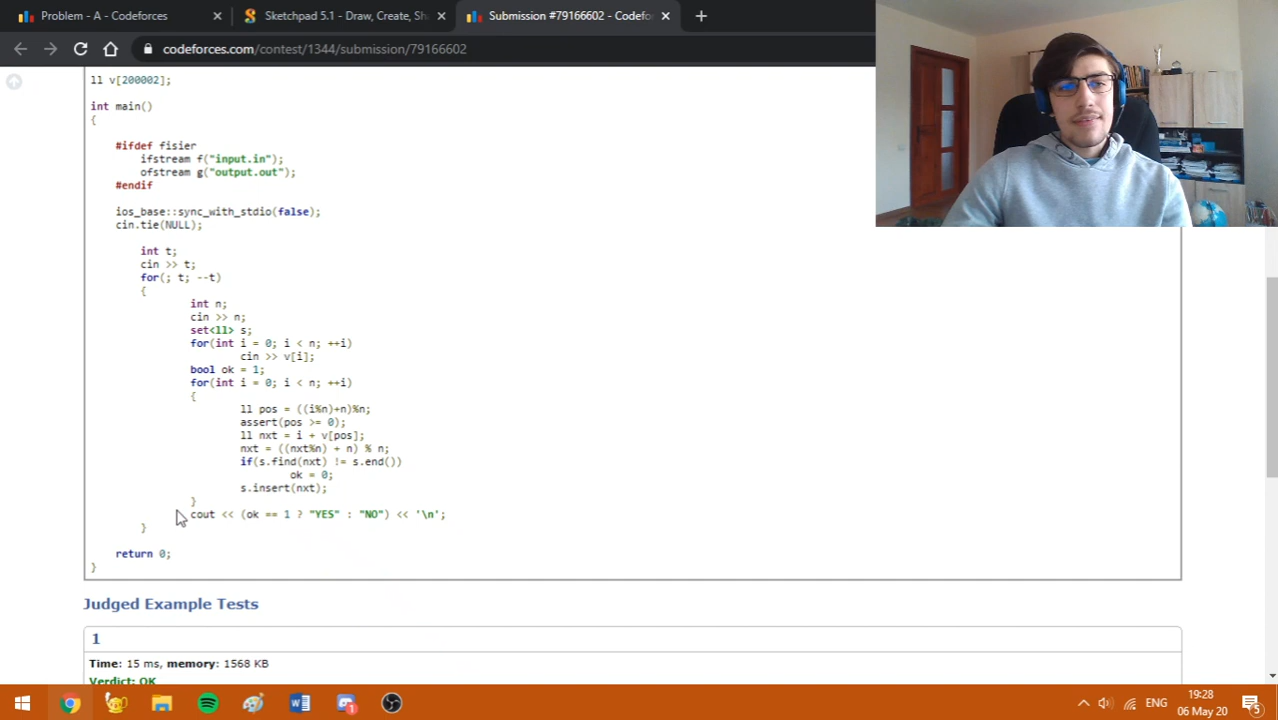 Problem - A - Codeforces
Sketchpad 5.1 - Draw, Create, Sh
Submission #79166602 - Codefo
codeforces.com/contest/1344/submission/79166602
ll v[200002];
int main()
{
#ifdef fisier
ifstream f("input.in");
ofstream g("output.out");
#endif
ios_base::sync_with_stdio(false);
cin.tie(NULL);
int t;
cin >> t;
for(; t; --t)
{
int n;
cin >> n;
set<ll> s;
for(int i = 0; i < n; ++i)
cin >> v[i];
bool ok = 1;
for(int i = 0; i < n; ++i)
{
ll pos = ((i%n)+n)%n;
assert(pos >= 0);
ll nxt = i + v[pos];
nxt = ((nxt%n) + n) % n;
if(s.find(nxt) != s.end())
ok = 0;
s.insert(nxt);
}
cout << (ok == 1 ? "YES" : "NO") << '\n';
}
return 0;
}
Judged Example Tests
1
Time: 15 ms, memory: 1568 KB
Verdict: OK
ENG
19:28
06 May 20
5